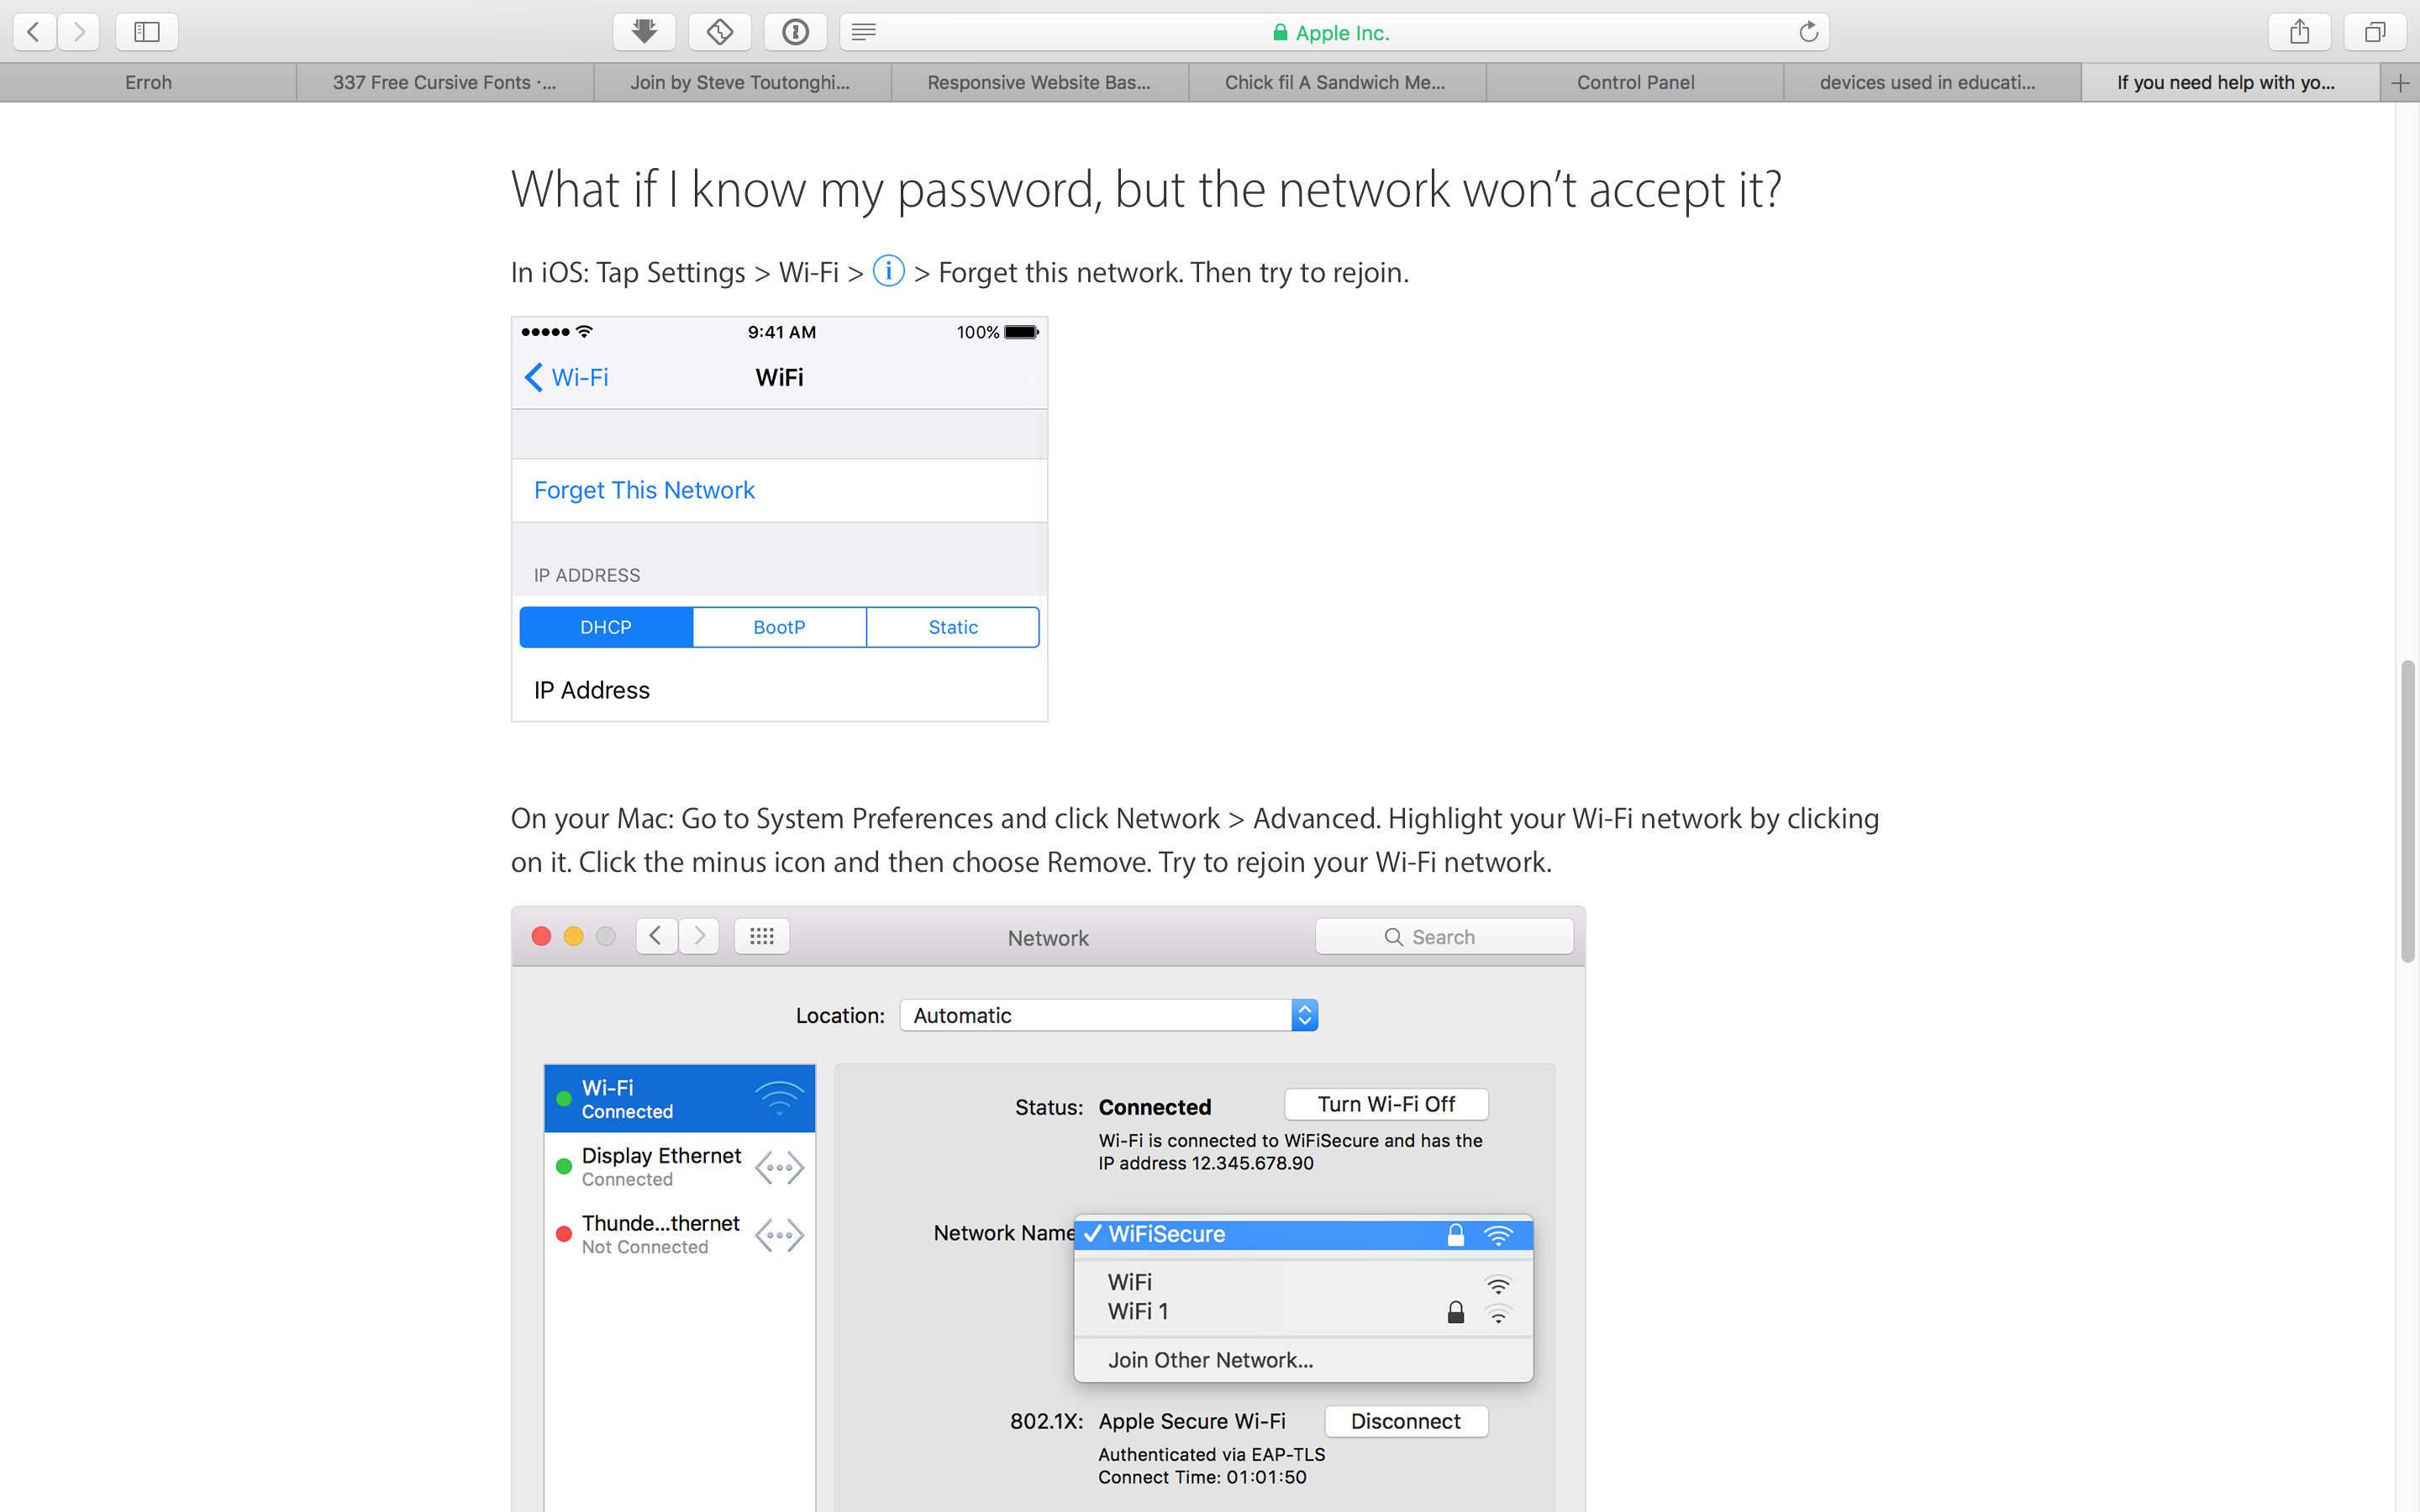 Apple Inc.
Erroh
337 Free Cursive Fonts ·...
Join by Steve Toutonghi...
Responsive Website Bas...
Chick fil A Sandwich Me...
Control Panel
devices used in educati...
If you need help with yo...
What if I know my password, but the network won’t accept it?
In iOS: Tap Settings > Wi-Fi > i > Forget this network. Then try to rejoin.
9:41 AM
100%
Wi-Fi
WiFi
Forget This Network
IP ADDRESS
DHCP
BootP
Static
IP Address
On your Mac: Go to System Preferences and click Network > Advanced. Highlight your Wi-Fi network by clicking
on it. Click the minus icon and then choose Remove. Try to rejoin your Wi-Fi network.
Network
Search
Location:
Automatic
Wi-Fi
Connected
Display Ethernet
Connected
Thunde...thernet
Not Connected
Status: Connected
Turn Wi-Fi Off
Wi-Fi is connected to WiFiSecure and has the
IP address 12.345.678.90
Network Name
WiFiSecure
WiFi
WiFi 1
Join Other Network...
802.1X: Apple Secure Wi-Fi
Disconnect
Authenticated via EAP-TLS
Connect Time: 01:01:50